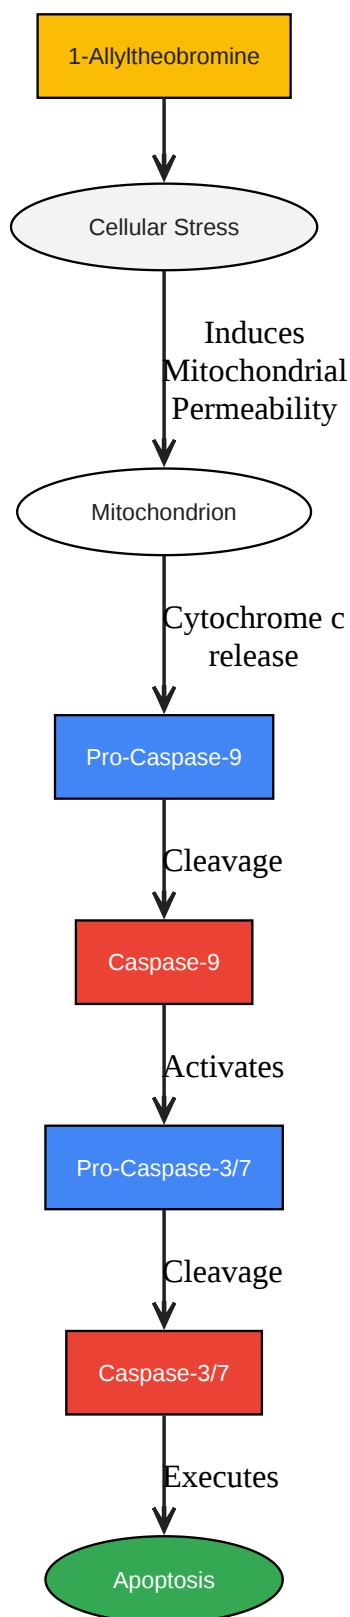 1-Allyltheobromine
Cellular Stress
Induces
Mitochondrial
Permeability
Mitochondrion
Cytochrome c
release
Pro-Caspase-9
Cleavage
Caspase-9
Activates
Pro-Caspase-3/7
Cleavage
Caspase-3/7
Executes
Apoptosis